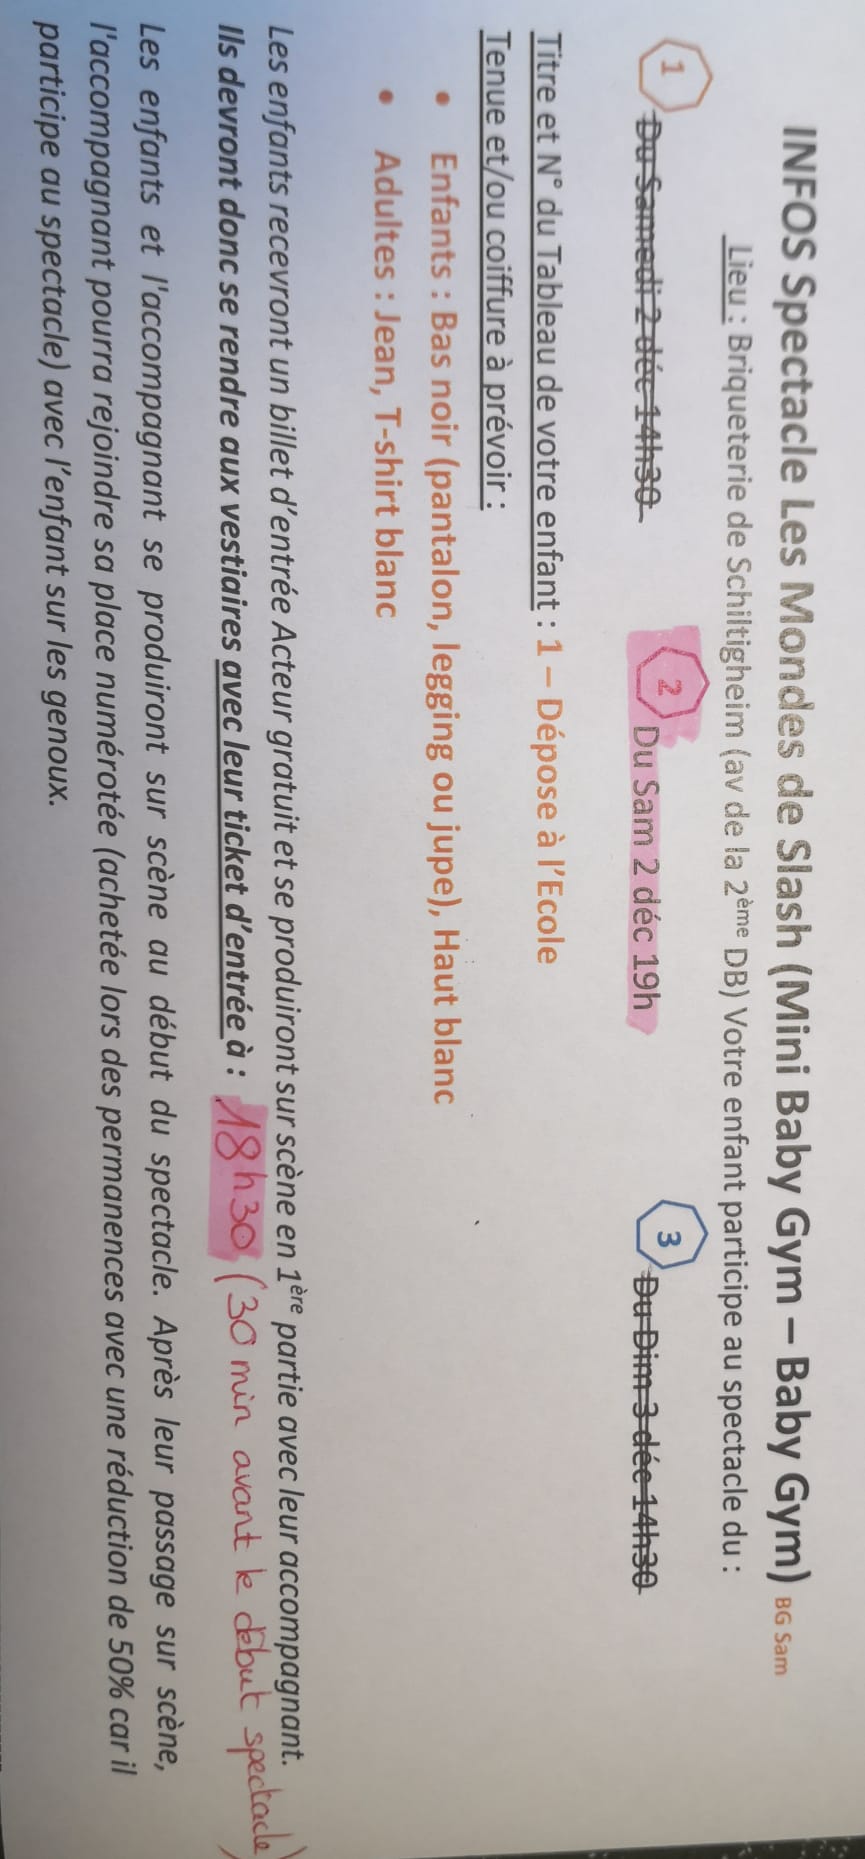 INFOS Spectacle Les Mondes de Slash (Mini Baby Gym – Baby Gym) BG Sam
Lieu : Briqueterie de Schiltigheim (av de la 2ème DB) Votre enfant participe au spectacle du :
1 Du Samedi 2 déc 14h30 2 Du Sam 2 déc 19h 3 Du Dim 3 déc 14h30
Titre et N° du Tableau de votre enfant : 1 – Dépose à l'Ecole
Tenue et/ou coiffure à prévoir :
• Enfants : Bas noir (pantalon, legging ou jupe), Haut blanc
• Adultes : Jean, T-shirt blanc
Les enfants recevront un billet d'entrée Acteur gratuit et se produiront sur scène en 1ère partie avec leur accompagnant.
Ils devront donc se rendre aux vestiaires avec leur ticket d'entrée à : 18h30 (30 min avant le début spectacle)
Les enfants et l'accompagnant se produiront sur scène au début du spectacle. Après leur passage sur scène,
l'accompagnant pourra rejoindre sa place numérotée (achetée lors des permanences avec une réduction de 50% car il
participe au spectacle) avec l'enfant sur les genoux.